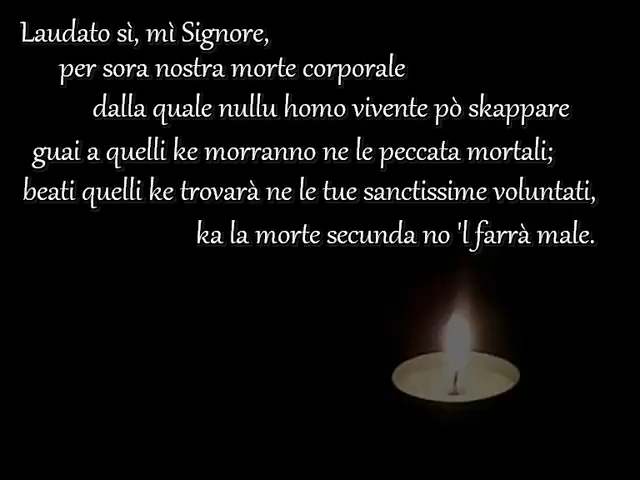 Laudato sì, mì Signore,
per sora nostra morte corporale
dalla quale nullu homo vivente pò skappare
guai a quelli ke morranno ne le peccata mortali;
beati quelli ke trovarà ne le tue sanctissime voluntati,
ka la morte secunda no 'l farrà male.